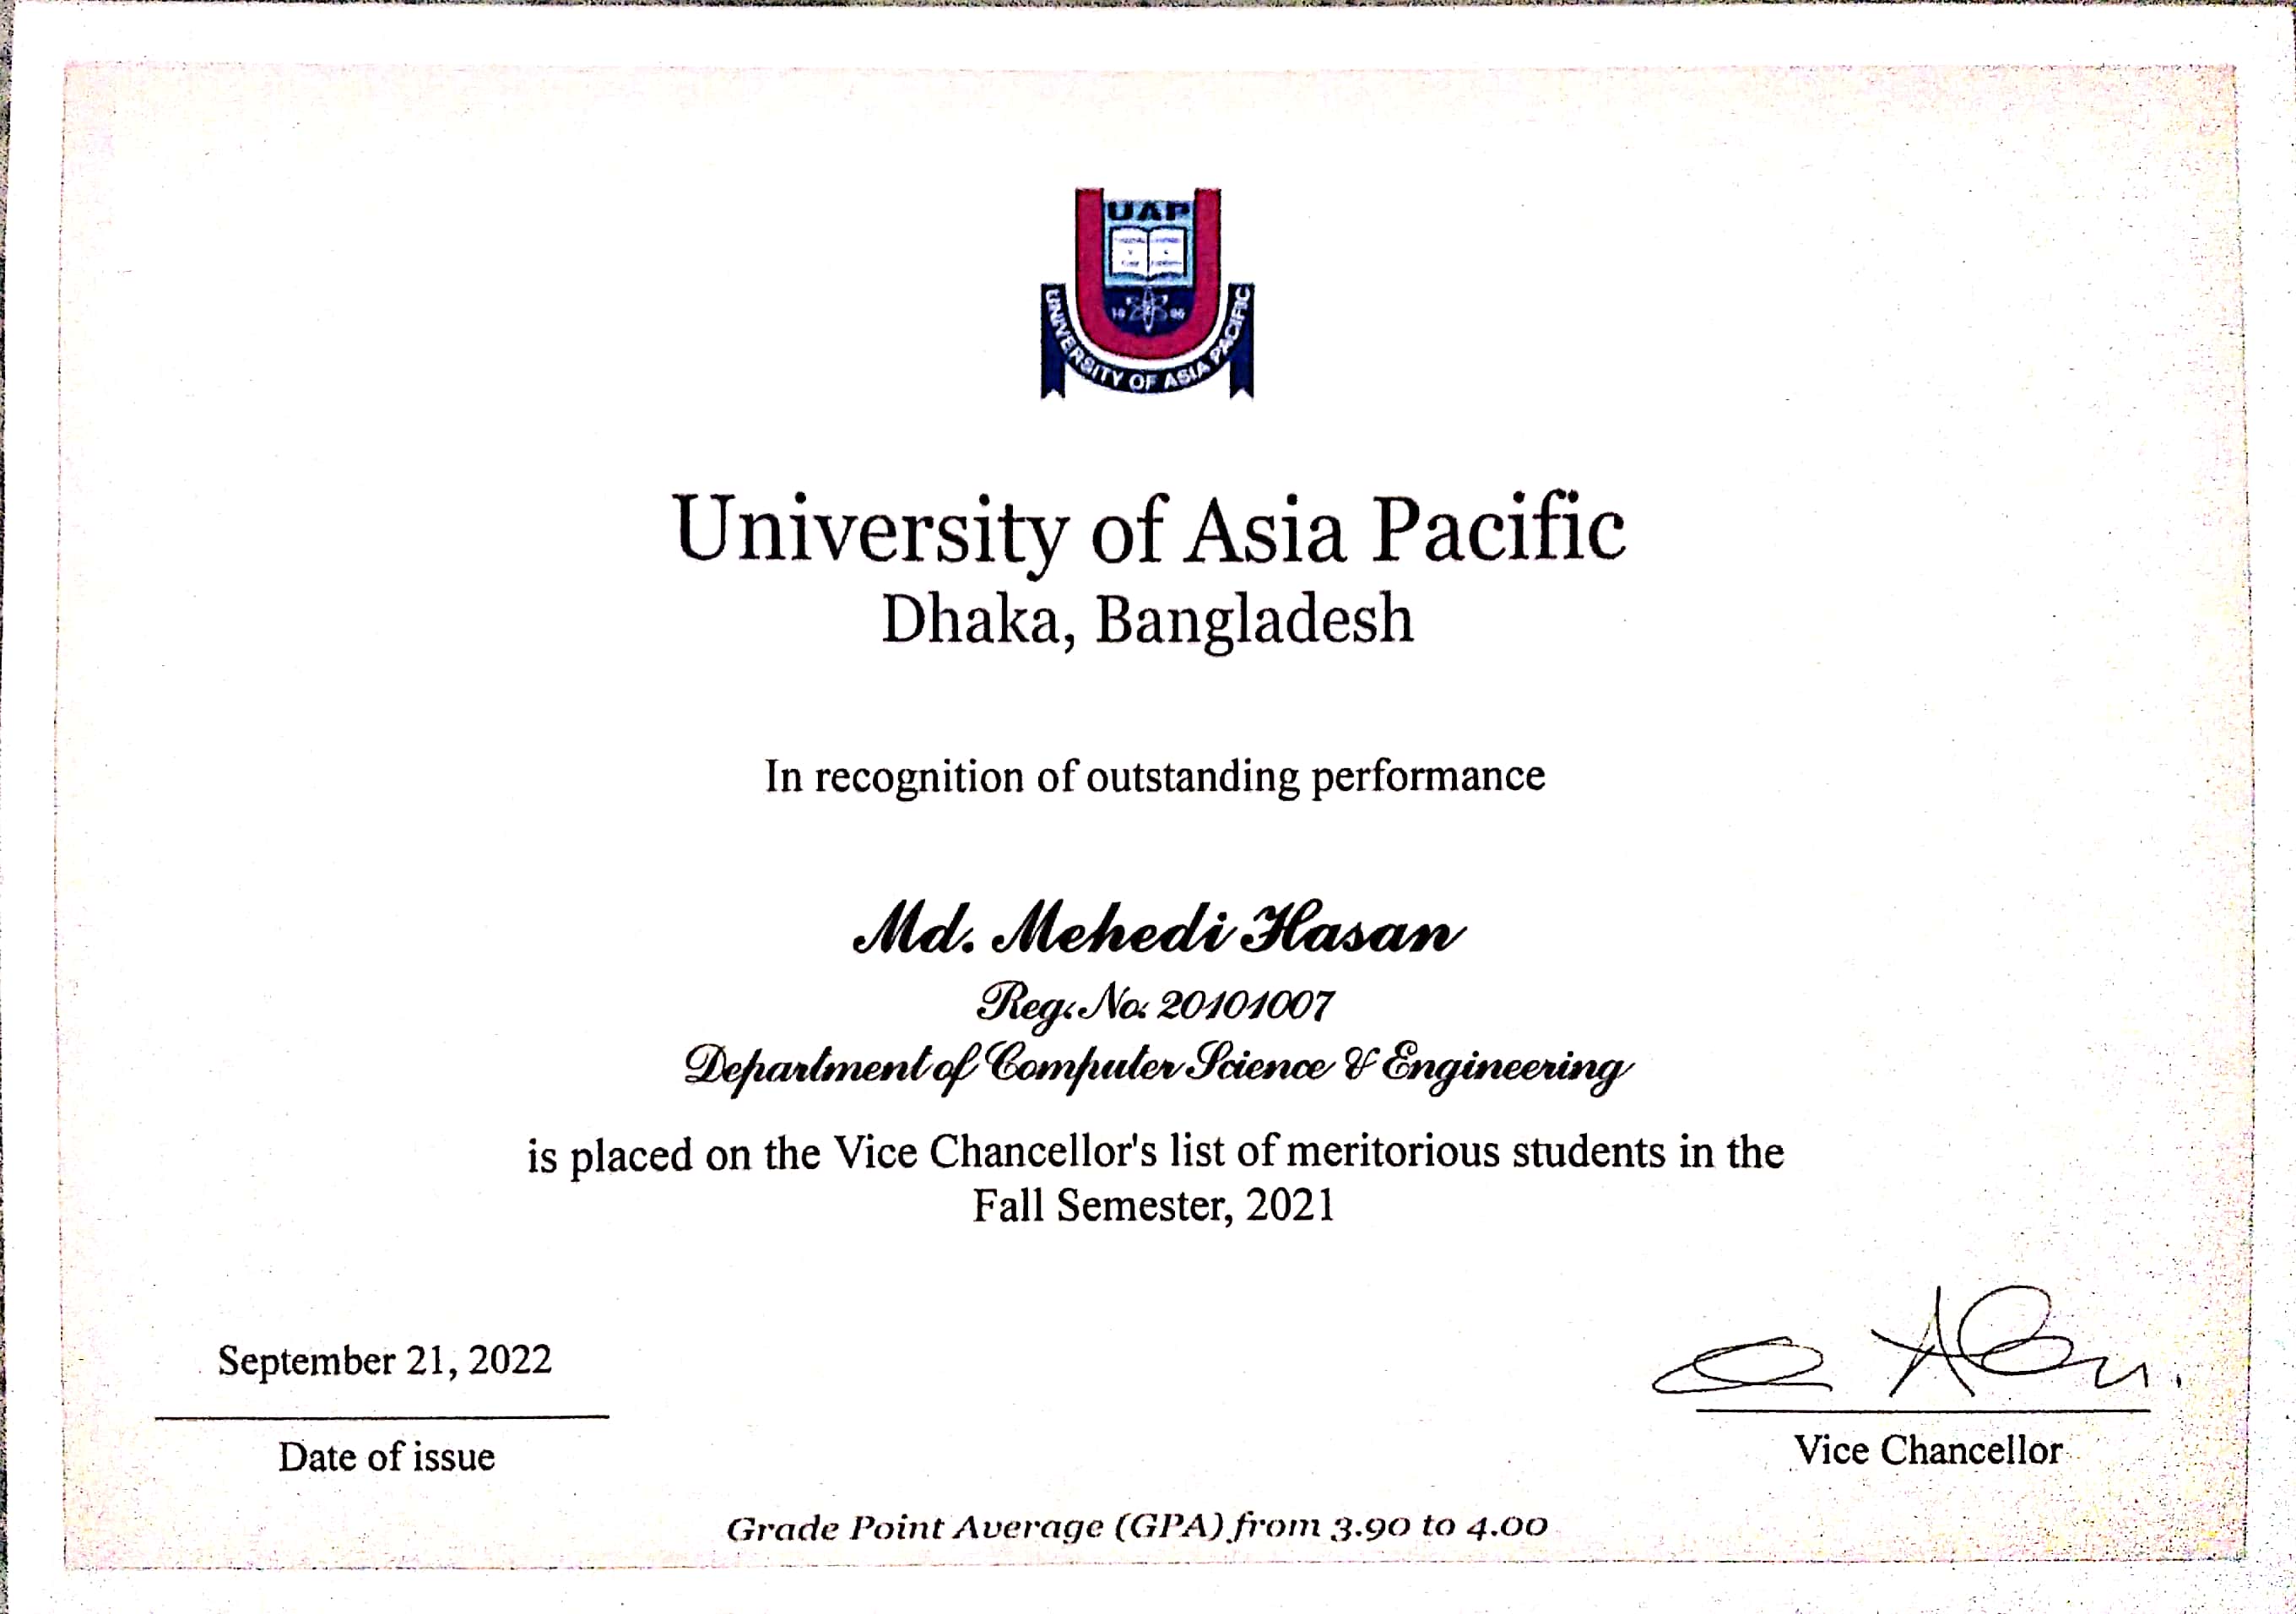 UAP
UNIVERSITY OF ASIA PACIFIC
University of Asia Pacific
Dhaka, Bangladesh
In recognition of outstanding performance
Md. Mehedi Hasan
Reg. No. 20101007
Department of Computer Science & Engineering
is placed on the Vice Chancellor's list of meritorious students in the
Fall Semester, 2021
September 21, 2022
Date of issue
Vice Chancellor
Grade Point Average (GPA) from 3.90 to 4.00